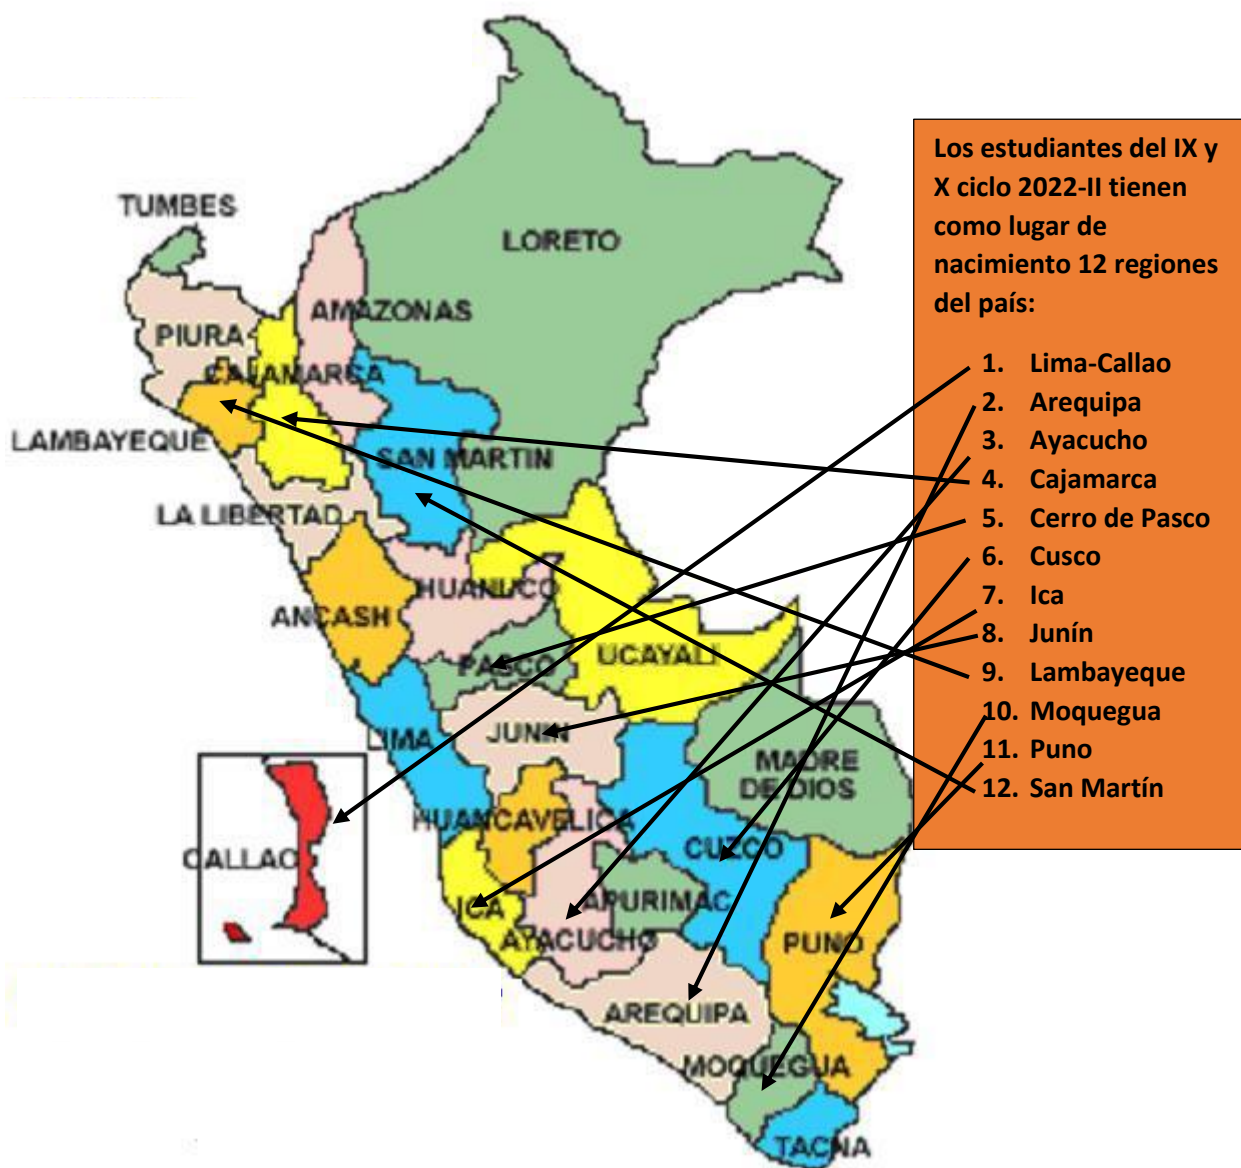 TUMBES
LORETO
AMAZONAS
PIURA
CAJAMARCA
LAMBAYEQUE
SAN MARTIN
LA LIBERTAD
HUANUCO
ANCASH
UCAYALI
PASCO
LIMA
JUNIN
MADRE
DE DIOS
HUANCAVELICA
CUZCO
CALLAO
APURIMAC
ICA
AYACUCHO
PUNO
AREQUIPA
MOQUEGUA
TACNA
Los estudiantes del IX y
X ciclo 2022-II tienen
como lugar de
nacimiento 12 regiones
del país:
1. Lima-Callao
2. Arequipa
3. Ayacucho
4. Cajamarca
5. Cerro de Pasco
6. Cusco
7. Ica
8. Junín
9. Lambayeque
10. Moquegua
11. Puno
12. San Martín